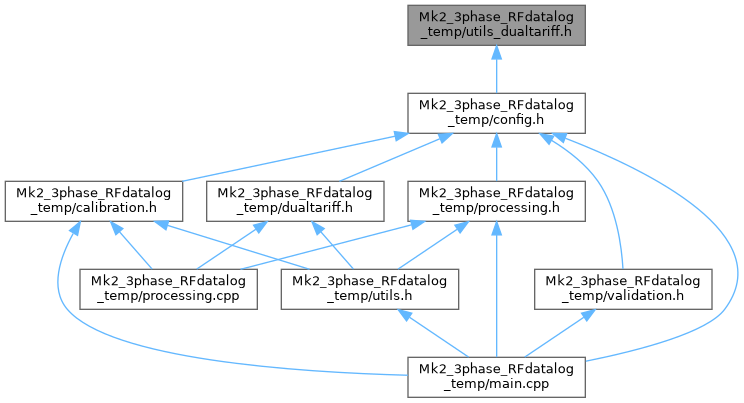 Mk2_3phase_RFdatalog
_temp/utils_dualtariff.h
Mk2_3phase_RFdatalog
_temp/config.h
Mk2_3phase_RFdatalog
_temp/calibration.h
Mk2_3phase_RFdatalog
_temp/dualtariff.h
Mk2_3phase_RFdatalog
_temp/processing.h
Mk2_3phase_RFdatalog
_temp/processing.cpp
Mk2_3phase_RFdatalog
_temp/utils.h
Mk2_3phase_RFdatalog
_temp/validation.h
Mk2_3phase_RFdatalog
_temp/main.cpp